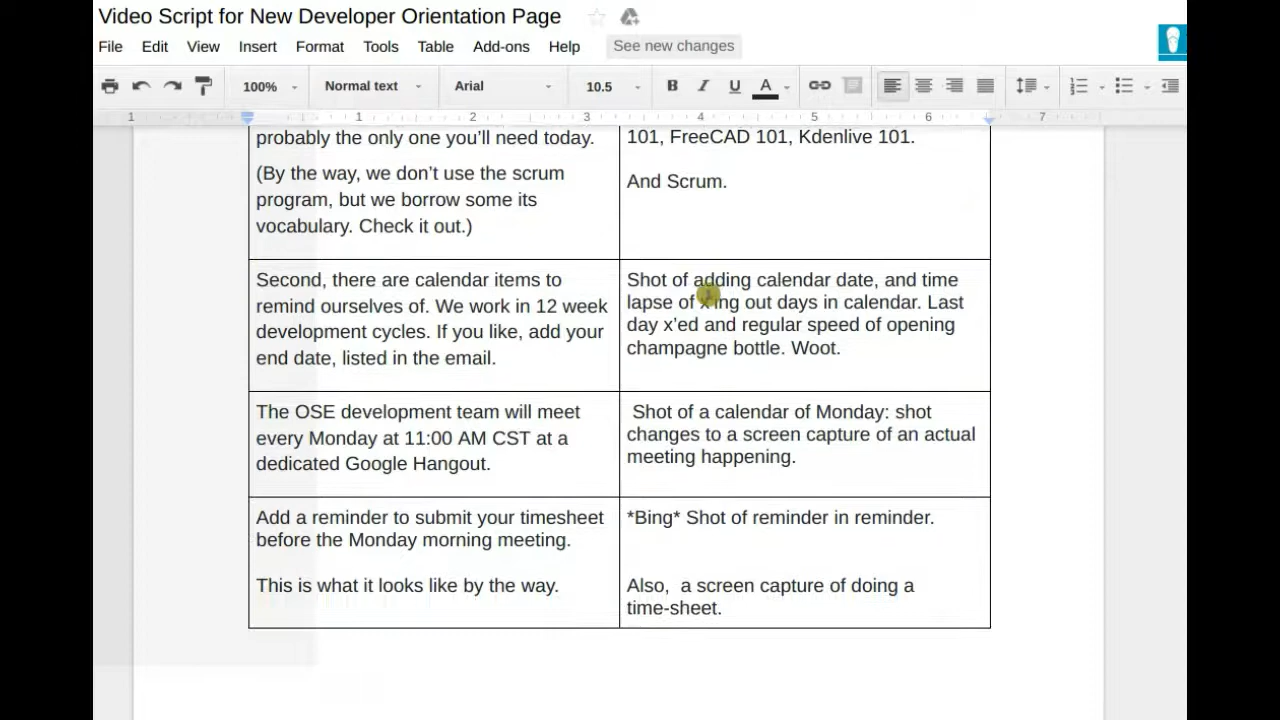 Video Script for New Developer Orientation Page
File Edit View Insert Format Tools Table Add-ons Help See new changes
100% Normal text Arial 10.5 B I U A
1 1 2 3 4 5 6 7
probably the only one you'll need today.
(By the way, we don't use the scrum
program, but we borrow some its
vocabulary. Check it out.)
101, FreeCAD 101, Kdenlive 101.
And Scrum.
Second, there are calendar items to
remind ourselves of. We work in 12 week
development cycles. If you like, add your
end date, listed in the email.
Shot of adding calendar date, and time
lapse of x'ing out days in calendar. Last
day x'ed and regular speed of opening
champagne bottle. Woot.
The OSE development team will meet
every Monday at 11:00 AM CST at a
dedicated Google Hangout.
Shot of a calendar of Monday: shot
changes to a screen capture of an actual
meeting happening.
Add a reminder to submit your timesheet
before the Monday morning meeting.
This is what it looks like by the way.
*Bing* Shot of reminder in reminder.
Also, a screen capture of doing a
time-sheet.